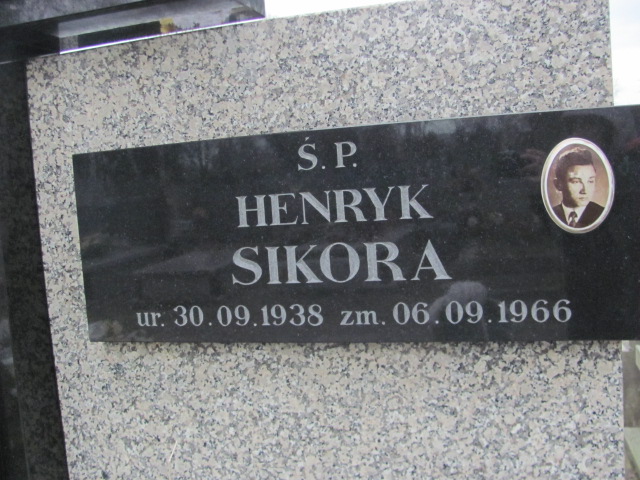 Ś.P.
HENRYK
SIKORA
ur. 30.09.1938 zm. 06.09.1966